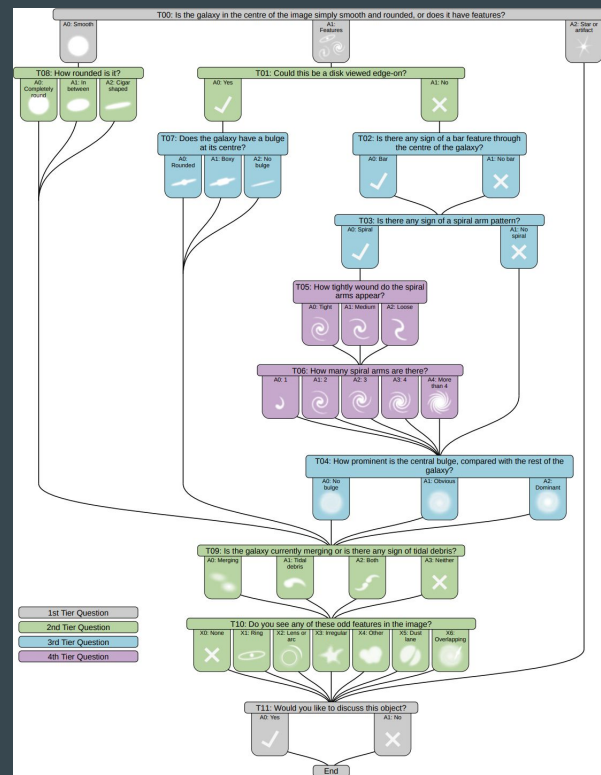 T00: Is the galaxy in the centre of the image simply smooth and rounded, or does it have features?
A0: Smooth
A1:
Features
A2: Star or
artifact
T08: How rounded is it?
A0:
Completely
round
A1: In
between
A2: Cigar
shaped
T01: Could this be a disk viewed edge-on?
A0: Yes
A1: No
T07: Does the galaxy have a bulge
at its centre?
A0:
Rounded
A1: Boxy
A2: No
bulge
T02: Is there any sign of a bar feature through
the centre of the galaxy?
A0: Bar
A1: No bar
T03: Is there any sign of a spiral arm pattern?
A0: Spiral
A1: No
spiral
T05: How tightly wound do the spiral
arms appear?
A0: Tight
A1: Medium
A2: Loose
T06: How many spiral arms are there?
A0: 1
A1: 2
A2: 3
A3: 4
A4: More
than 4
T04: How prominent is the central bulge, compared with the rest of the
galaxy?
A0: No
bulge
A1: Obvious
A2:
Dominant
T09: Is the galaxy currently merging or is there any sign of tidal debris?
A0: Merging
A1: Tidal
debris
A2: Both
A3: Neither
T10: Do you see any of these odd features in the image?
X0: None
X1: Ring
X2: Lens or
arc
X3: Irregular
X4: Other
X5: Dust
lane
X6:
Overlapping
1st Tier Question
2nd Tier Question
3rd Tier Question
4th Tier Question
T11: Would you like to discuss this object?
A0: Yes
A1: No
End